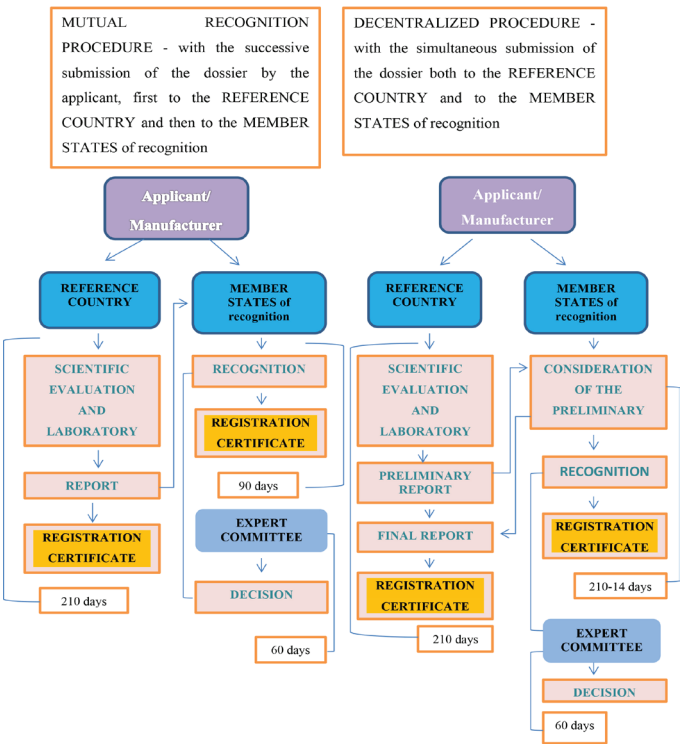 MUTUAL RECOGNITION
PROCEDURE - with the successive
submission of the dossier by the
applicant, first to the REFERENCE
COUNTRY and then to the MEMBER
STATES of recognition
DECENTRALIZED PROCEDURE -
with the simultaneous submission of
the dossier both to the REFERENCE
COUNTRY and to the MEMBER
STATES of recognition
Applicant/
Manufacturer
REFERENCE
COUNTRY
MEMBER
STATES of
recognition
SCIENTIFIC
EVALUATION
AND
LABORATORY
REPORT
REGISTRATION
CERTIFICATE
210 days
RECOGNITION
REGISTRATION
CERTIFICATE
90 days
EXPERT
COMMITTEE
DECISION
60 days
Applicant/
Manufacturer
REFERENCE
COUNTRY
MEMBER
STATES of
recognition
SCIENTIFIC
EVALUATION
AND
LABORATORY
PRELIMINARY
REPORT
FINAL REPORT
REGISTRATION
CERTIFICATE
210 days
CONSIDERATION
OF THE
PRELIMINARY
RECOGNITION
REGISTRATION
CERTIFICATE
210-14 days
EXPERT
COMMITTEE
DECISION
60 days